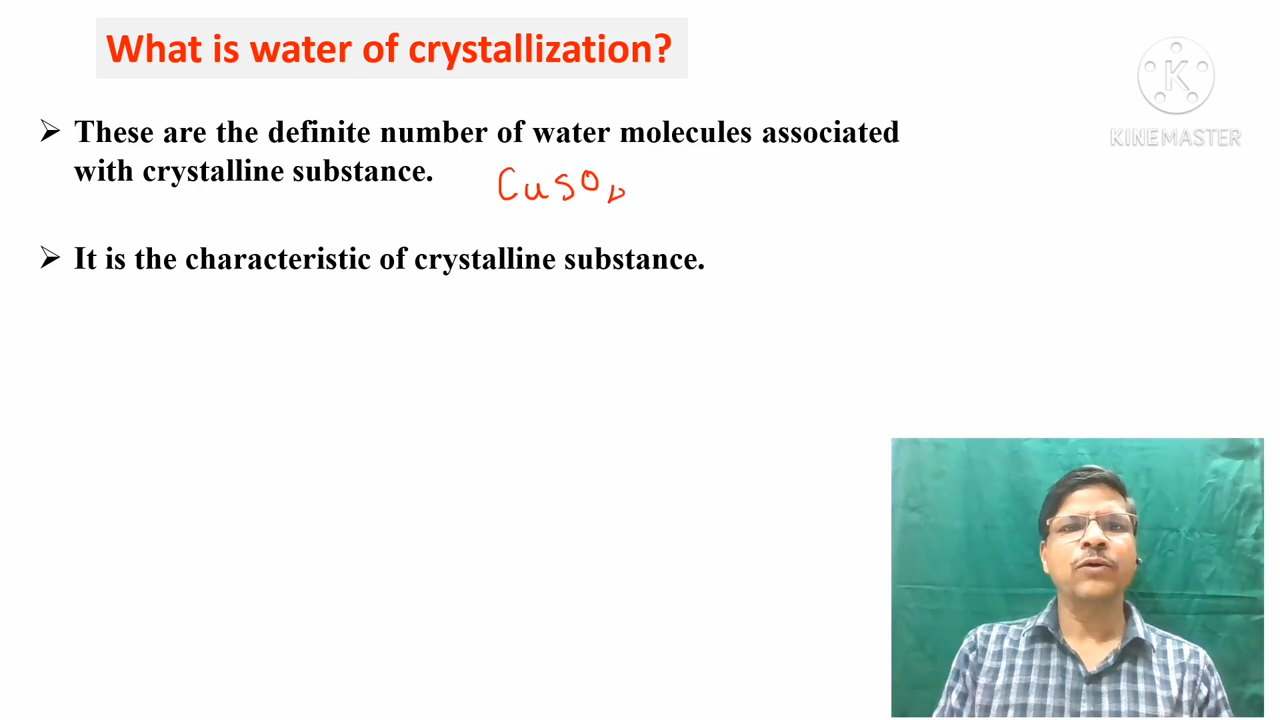 What is water of crystallization?
K
KINEMASTER
➢ These are the definite number of water molecules associated
with crystalline substance.
CuSO
➢ It is the characteristic of crystalline substance.